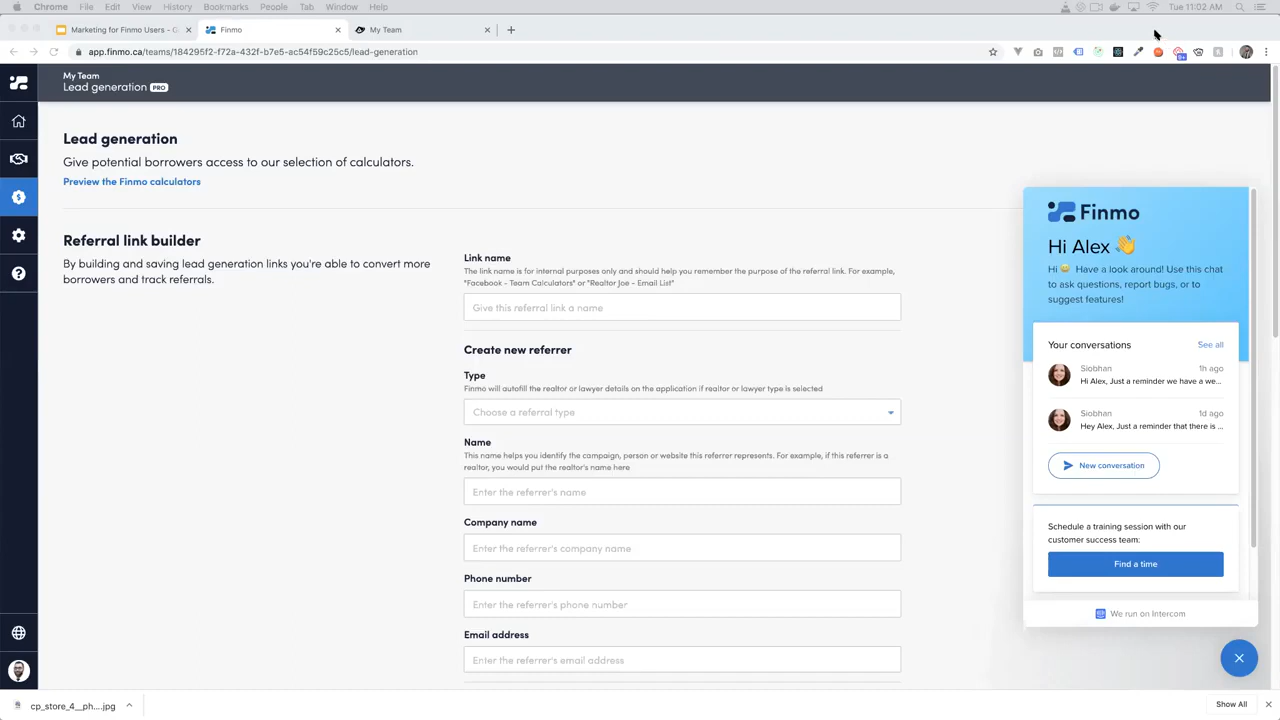 Chrome File Edit View History Bookmarks People Tab Window Help Tue 11:02 AM
Marketing for Finmo Users - G Finmo My Team
app.finmo.ca/teams/184295f2-f72a-432f-b7e5-ac54f59c25c5/lead-generation
My Team
Lead generation PRO
Lead generation
Give potential borrowers access to our selection of calculators.
Preview the Finmo calculators
Referral link builder
By building and saving lead generation links you're able to convert more
borrowers and track referrals.
Link name
The link name is for internal purposes only and should help you remember the purpose of the referral link. For example,
"Facebook - Team Calculators" or "Realtor Joe - Email List"
Give this referral link a name
Create new referrer
Type
Finmo will autofill the realtor or lawyer details on the application if realtor or lawyer type is selected
Choose a referral type
Name
This name helps you identify the campaign, person or website this referrer represents. For example, if this referrer is a
realtor, you would put the realtor's name here
Enter the referrer's name
Company name
Enter the referrer's company name
Phone number
Enter the referrer's phone number
Email address
Enter the referrer's email address
Finmo
Hi Alex 👋
Hi 😀 Have a look around! Use this chat
to ask questions, report bugs, or to
suggest features!
Your conversations See all
Siobhan 1h ago
Hi Alex, Just a reminder we have a we...
Siobhan 1d ago
Hey Alex, Just a reminder that there is ...
New conversation
Schedule a training session with our
customer success team:
Find a time
We run on Intercom
cp_store_4__ph....jpg Show All